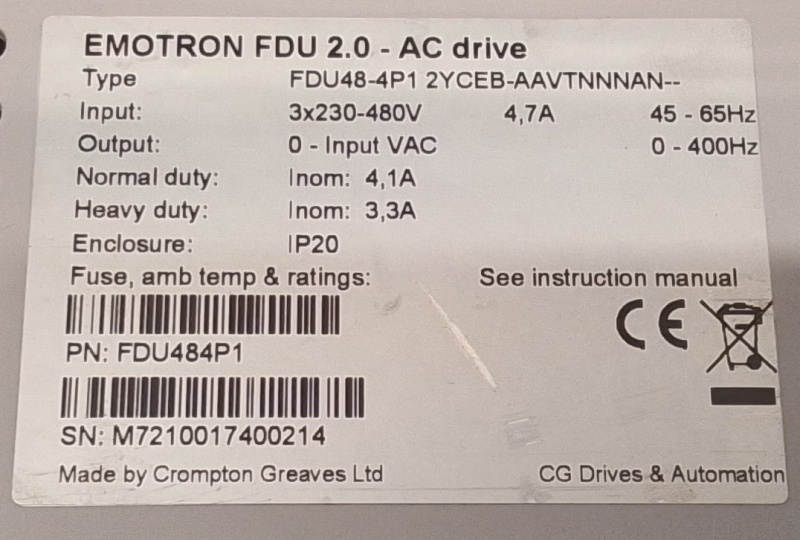 EMOTRON FDU 2.0 - AC drive
Type FDU48-4P1 2YCEB-AAVTNNNAN--
Input: 3x230-480V 4,7A 45 - 65Hz
Output: 0 - Input VAC 0 - 400Hz
Normal duty: Inom: 4,1A
Heavy duty: Inom: 3,3A
Enclosure: IP20
Fuse, amb temp & ratings: See instruction manual
CE
PN: FDU484P1
SN: M7210017400214
Made by Crompton Greaves Ltd CG Drives & Automation